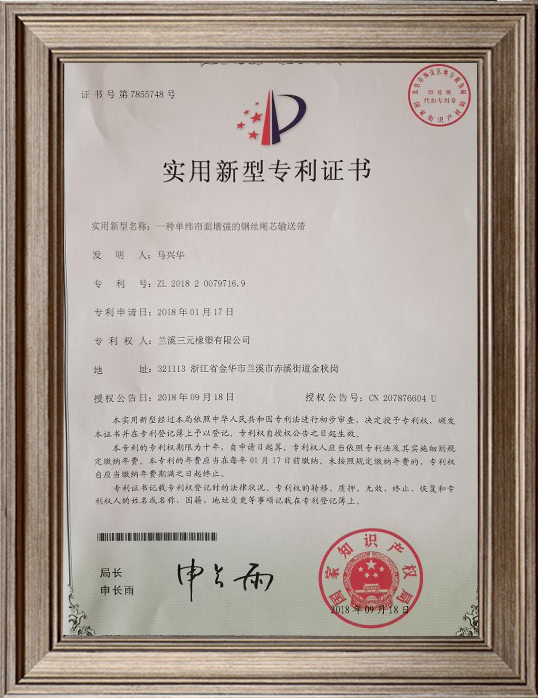 证书号第7855748号
实用新型专利证书
实用新型名称：一种单纬帘面增强的钢丝绳芯输送带
发 明 人：马兴华
专 利 号：ZL 2018 2 0079716.9
专利申请日：2018年01月17日
专 利 权 人：兰溪三元橡塑有限公司
地 址：321113 浙江省金华市兰溪市赤溪街道金秋岗
授权公告日：2018年09月18日 授权公告号：CN 207876604 U
本实用新型经过本局依照中华人民共和国专利法进行初步审查，决定授予专利权，颁发
本证书并在专利登记簿上予以登记。专利权自授权公告之日起生效。
本专利的专利权期限为十年，自申请日起算。专利权人应当依照专利法及其实施细则规
定缴纳年费。本专利的年费应当在每年01月17日前缴纳。未按照规定缴纳年费的，专利权
自应当缴纳年费期满之日起终止。
专利证书记载专利权登记时的法律状况。专利权的转移、质押、无效、终止、恢复和专
利权人的姓名或名称、国籍、地址变更等事项记载在专利登记簿上。
局长
申长雨
申长雨
国家知识产权局
2018年09月18日